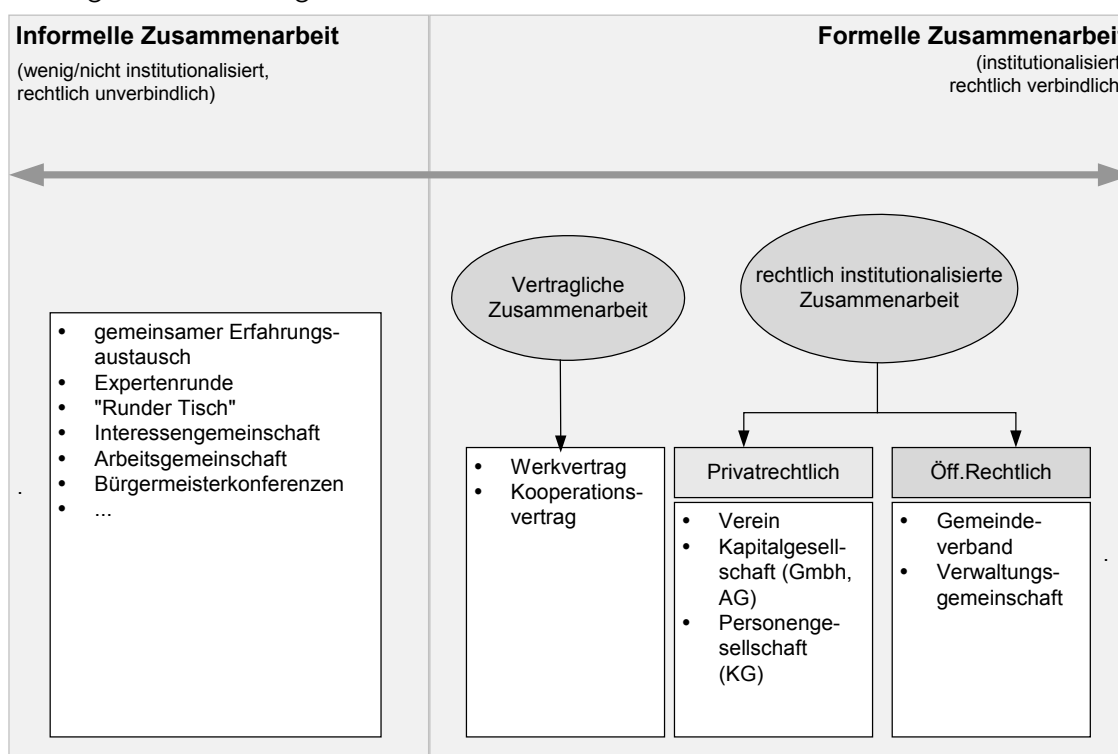 Informelle Zusammenarbeit
(wenig/nicht institutionalisiert,
rechtlich unverbindlich)
Formelle Zusammenarbeit
(institutionalisiert
rechtlich verbindlich
Vertragliche
Zusammenarbeit
rechtlich institutionalisierte
Zusammenarbeit
• gemeinsamer Erfahrungs-
austausch
• Expertenrunde
• "Runder Tisch"
• Interessengemeinschaft
• Arbeitsgemeinschaft
• Bürgermeisterkonferenzen
• ...
• Werkvertrag
• Kooperations-
vertrag
Privatrechtlich
• Verein
• Kapitalgesell-
schaft (Gmbh,
AG)
• Personenge-
sellschaft
(KG)
Öff.Rechtlich
• Gemeinde-
verband
• Verwaltungs-
gemeinschaft